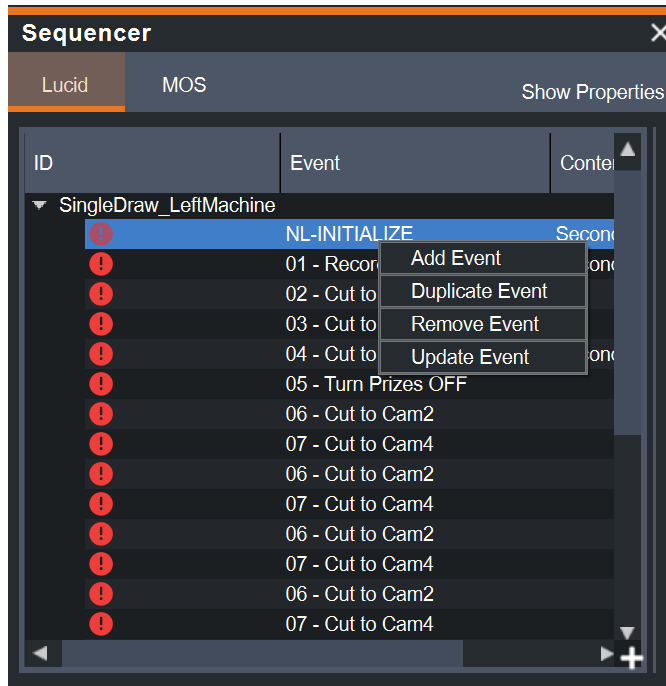 Sequencer
Lucid MOS Show Properties
ID Event
SingleDraw_LeftMachine
NL-INITIALIZE
Add Event
01 -
Duplicate Event
02 - Cut to
Remove Event
03 - Cut to
Update Event
04 - Cut to
05 - Turn Prizes OFF
06 - Cut to Cam2
07 - Cut to Cam4
06 - Cut to Cam2
07 - Cut to Cam4
06 - Cut to Cam2
07 - Cut to Cam4
06 - Cut to Cam2
07 - Cut to Cam4